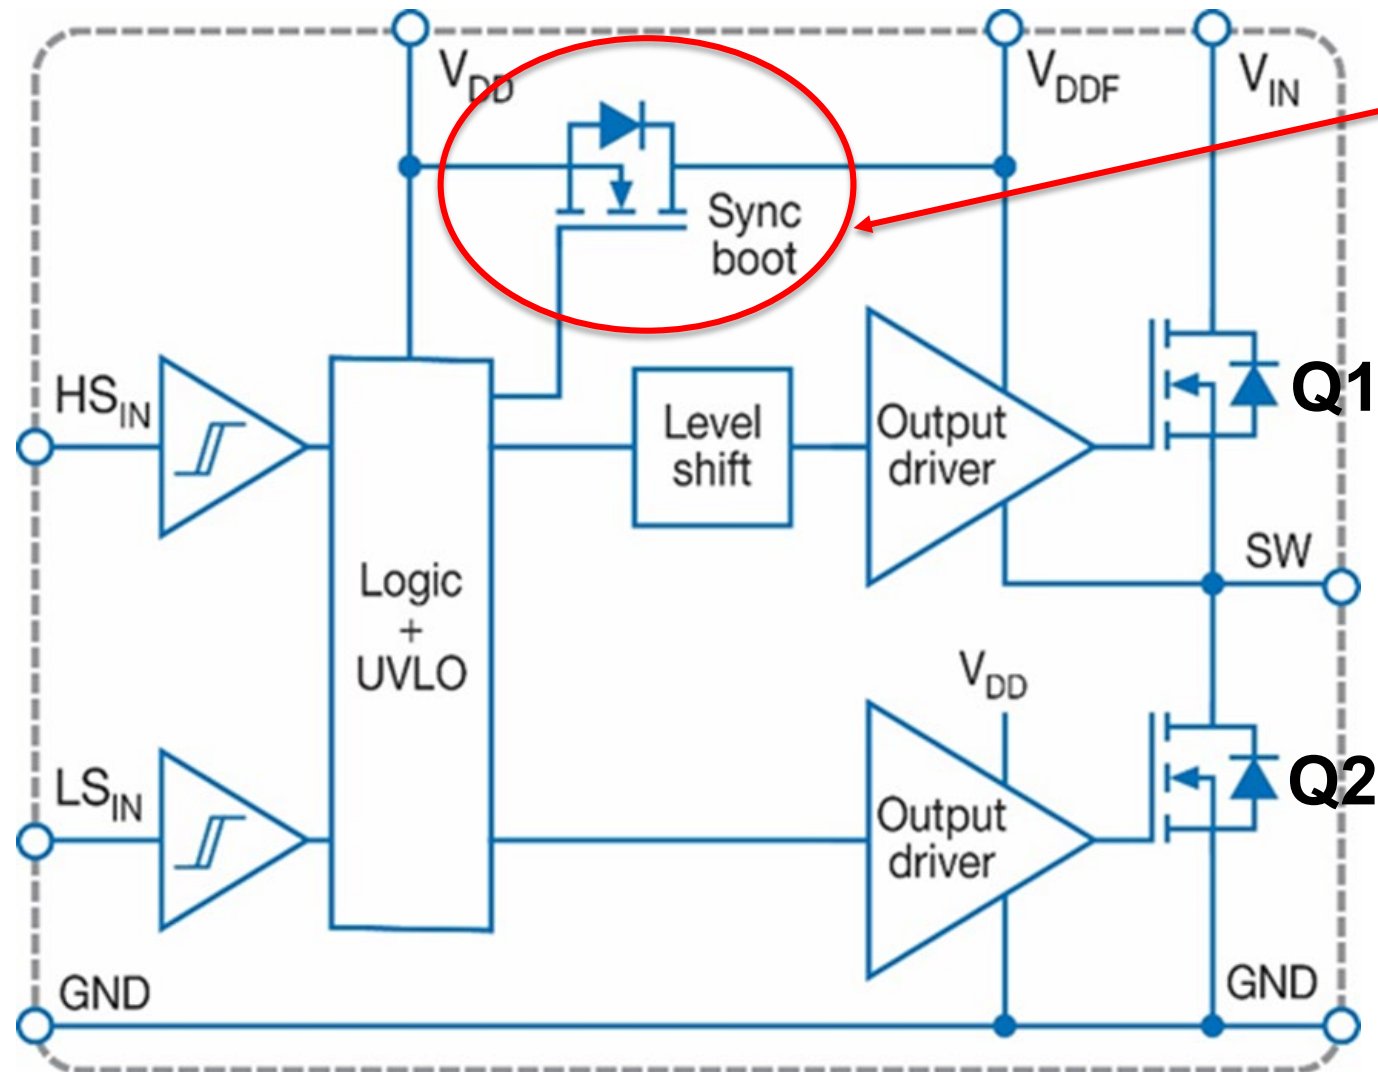 VDD
VDDF
VIN
Sync
boot
HSIN
Level
shift
Output
driver
Q1
SW
Logic
+
UVLO
VDD
LSIN
Output
driver
Q2
GND
GND